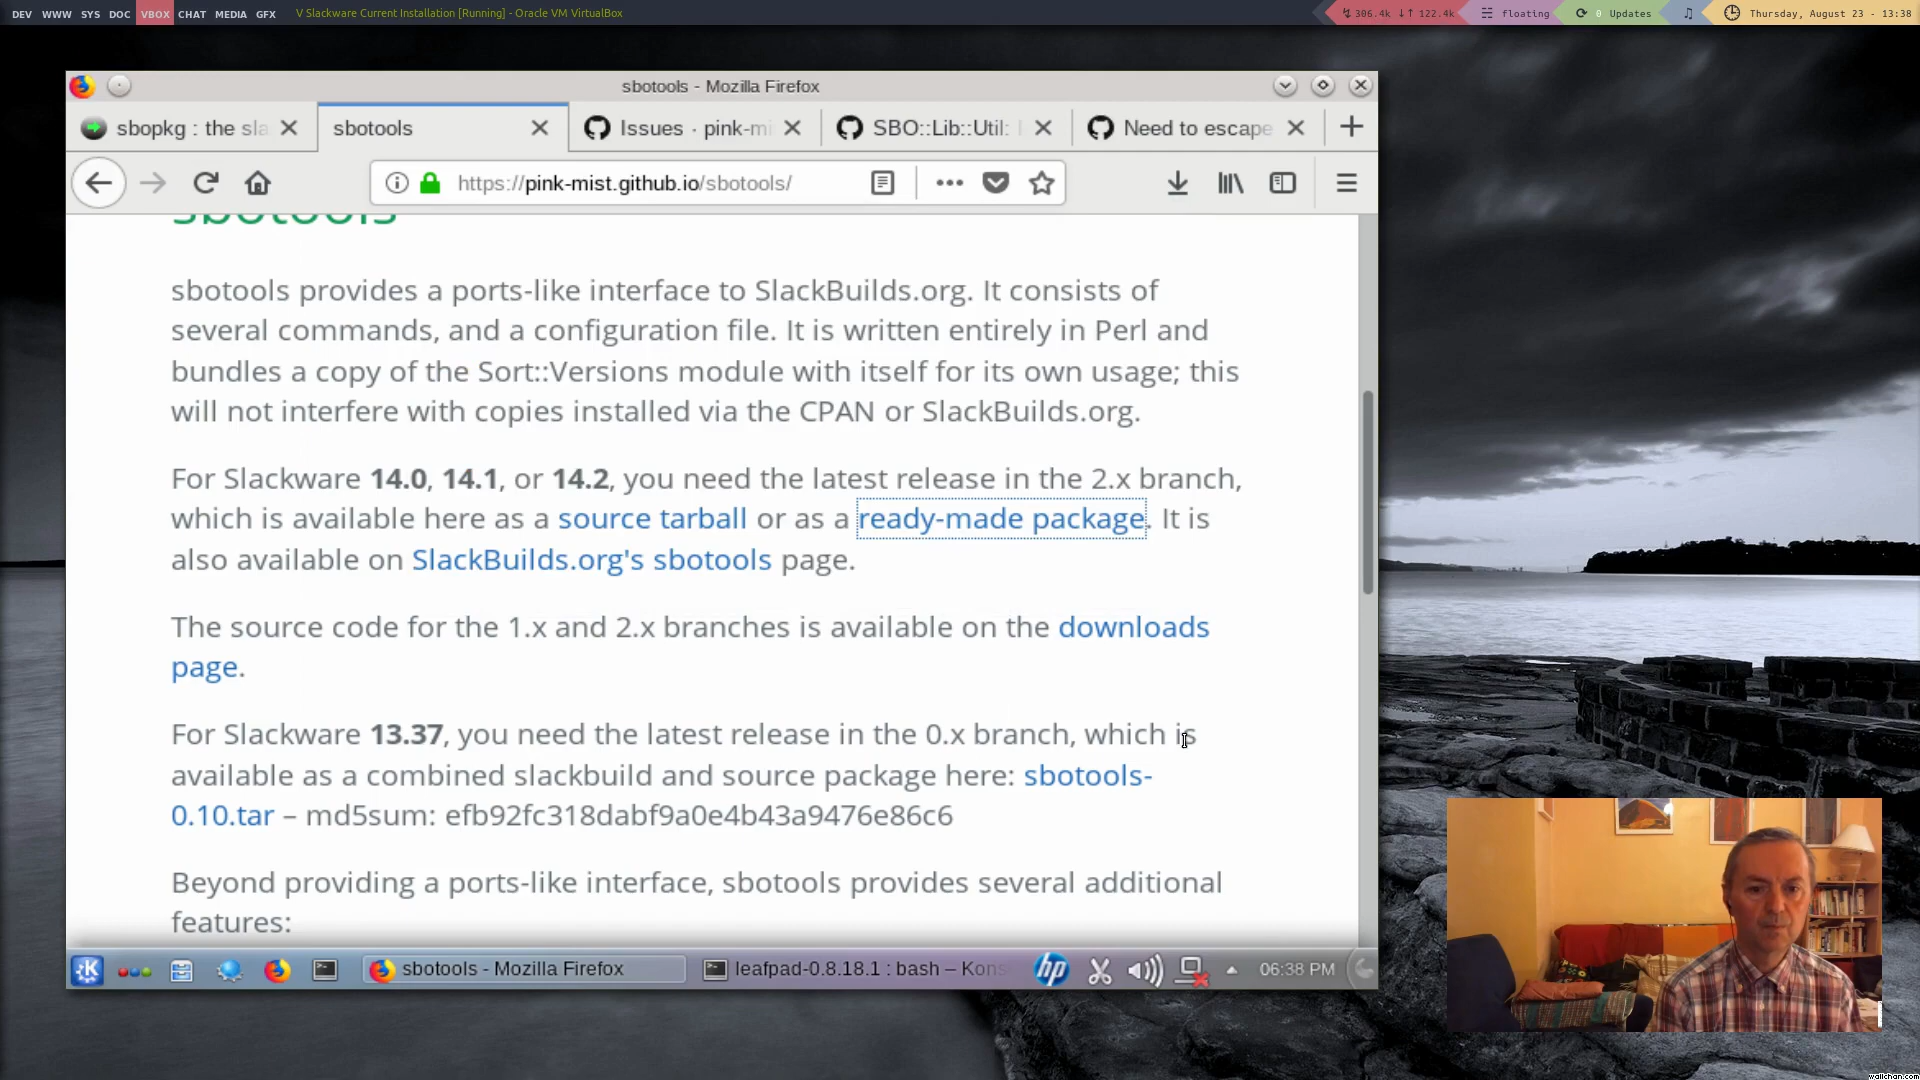 DEV WWW SYS DOC VBOX CHAT MEDIA GFX V Slackware Current Installation [Running] - Oracle VM VirtualBox 306.4k ↓↑ 122.4k floating 0 Updates Thursday, August 23 - 13:38
sbotools - Mozilla Firefox
sbopkg : the sla sbotools Issues · pink-mi SBO::Lib::Util: Need to escape
https://pink-mist.github.io/sbotools/
sbotools
sbotools provides a ports-like interface to SlackBuilds.org. It consists of
several commands, and a configuration file. It is written entirely in Perl and
bundles a copy of the Sort::Versions module with itself for its own usage; this
will not interfere with copies installed via the CPAN or SlackBuilds.org.
For Slackware 14.0, 14.1, or 14.2, you need the latest release in the 2.x branch,
which is available here as a source tarball or as a ready-made package. It is
also available on SlackBuilds.org's sbotools page.
The source code for the 1.x and 2.x branches is available on the downloads
page.
For Slackware 13.37, you need the latest release in the 0.x branch, which is
available as a combined slackbuild and source package here: sbotools-
0.10.tar – md5sum: efb92fc318dabf9a0e4b43a9476e86c6
Beyond providing a ports-like interface, sbotools provides several additional
features:
sbotools - Mozilla Firefox leafpad-0.8.18.1 : bash – Kons hp 06:38 PM
wallchan.com